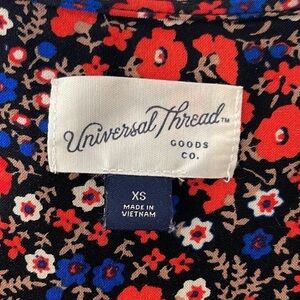 Universal Thread™
GOODS
CO.
XS
MADE IN
VIETNAM